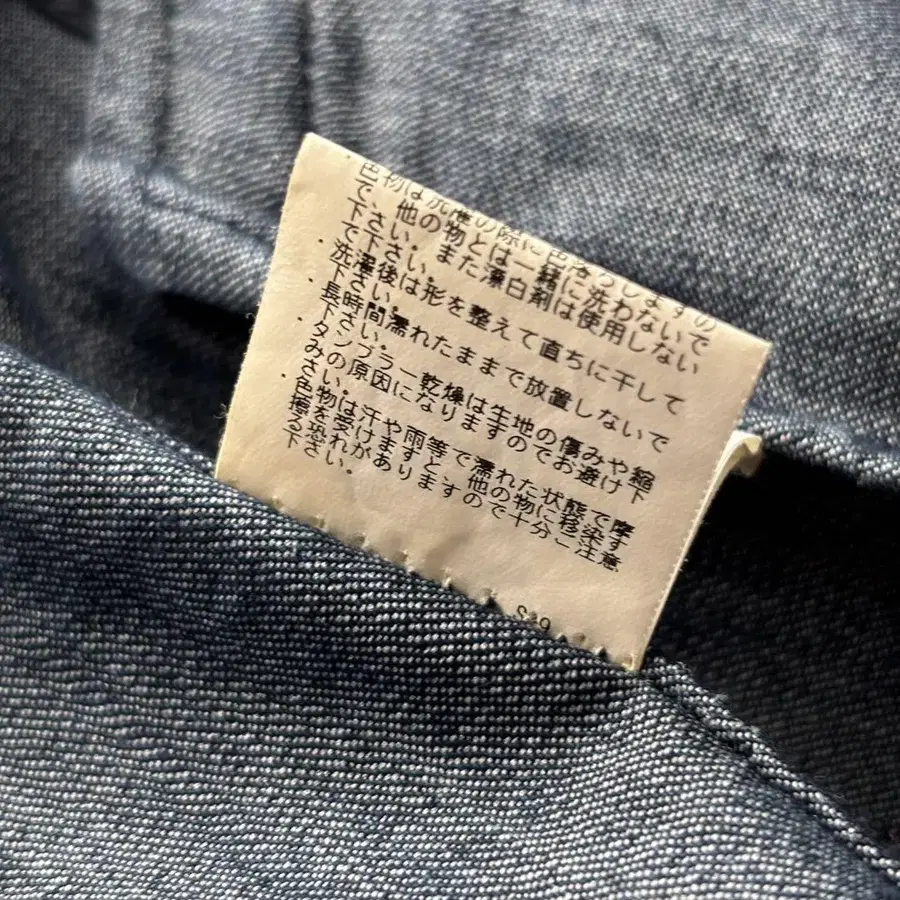 色物は洗濯の際に色落ちしますの
で、他の物とは一緒に洗わないで
下さい。また漂白剤は使用しない
で下さい。
・洗濯後は形を整えて直ちに干して
下さい。
・長時間濡れたままで放置しないで
下さい。
・タンブラー乾燥は生地の傷みや縮
みの原因になりますのでお避け下
さい。
・色物は汗や雨等で濡れた状態で摩
擦を受けますと他の物に移染す
る恐れがありますので十分ご注意
下さい。